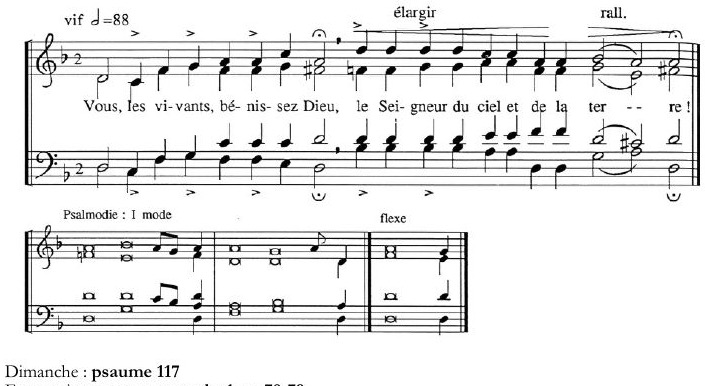 vif 𝅗𝅥 =88 élargir rall.
Vous, les vi-vants, bé-nis-sez Dieu, le Sei-gneur du ciel et de la ter -- re !
Psalmodie : I mode flexe
Dimanche : psaume 117